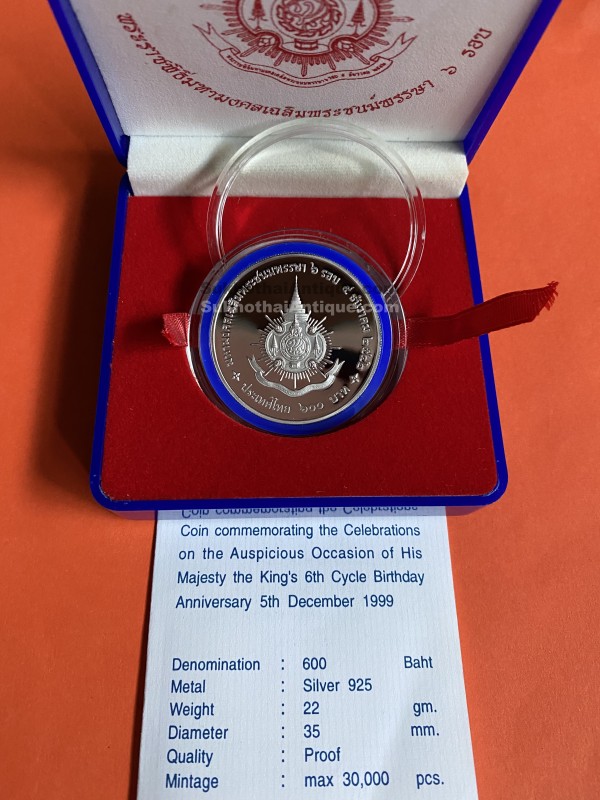 พระราชพิธีมหามงคลเฉลิมพระชนมพรรษา ๖ รอบ
มหามงคลเฉลิมพระชนมพรรษา ๖ รอบ ๕ ธันวาคม ๒๕๔๒
ประเทศไทย ๖๐๐ บาท
SukhothaiAntique.com
Coin commemorating the Celebrations
Coin commemorating the Celebrations
on the Auspicious Occasion of His
Majesty the King's 6th Cycle Birthday
Anniversary 5th December 1999
Denomination : 600 Baht
Metal : Silver 925
Weight : 22 gm.
Diameter : 35 mm.
Quality : Proof
Mintage : max 30,000 pcs.